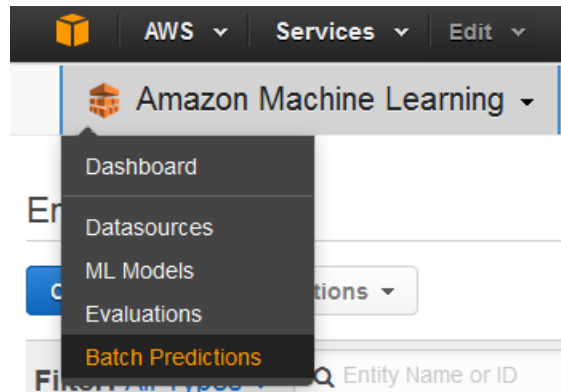 AWS Services Edit
Amazon Machine Learning
Dashboard
Datasources
ML Models
Evaluations
Batch Predictions
Entity Name or ID